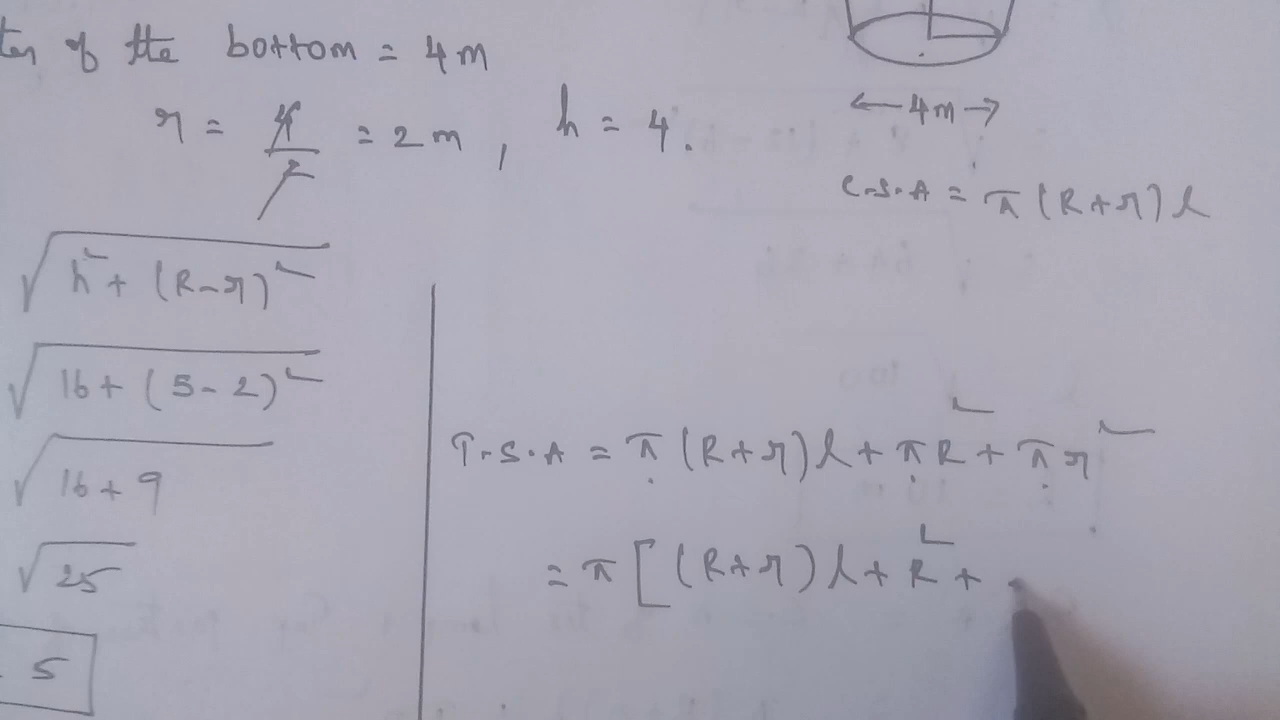 of the bottom = 4m
r = 4/2 = 2m, h = 4.
← 4m →
C.S.A = π (R+r) l
√h² + (R-r)²
√16 + (5-2)²
√16 + 9
√25
5
T.S.A = π (R+r) l + πR² + πr²
= π [(R+r) l + R² +